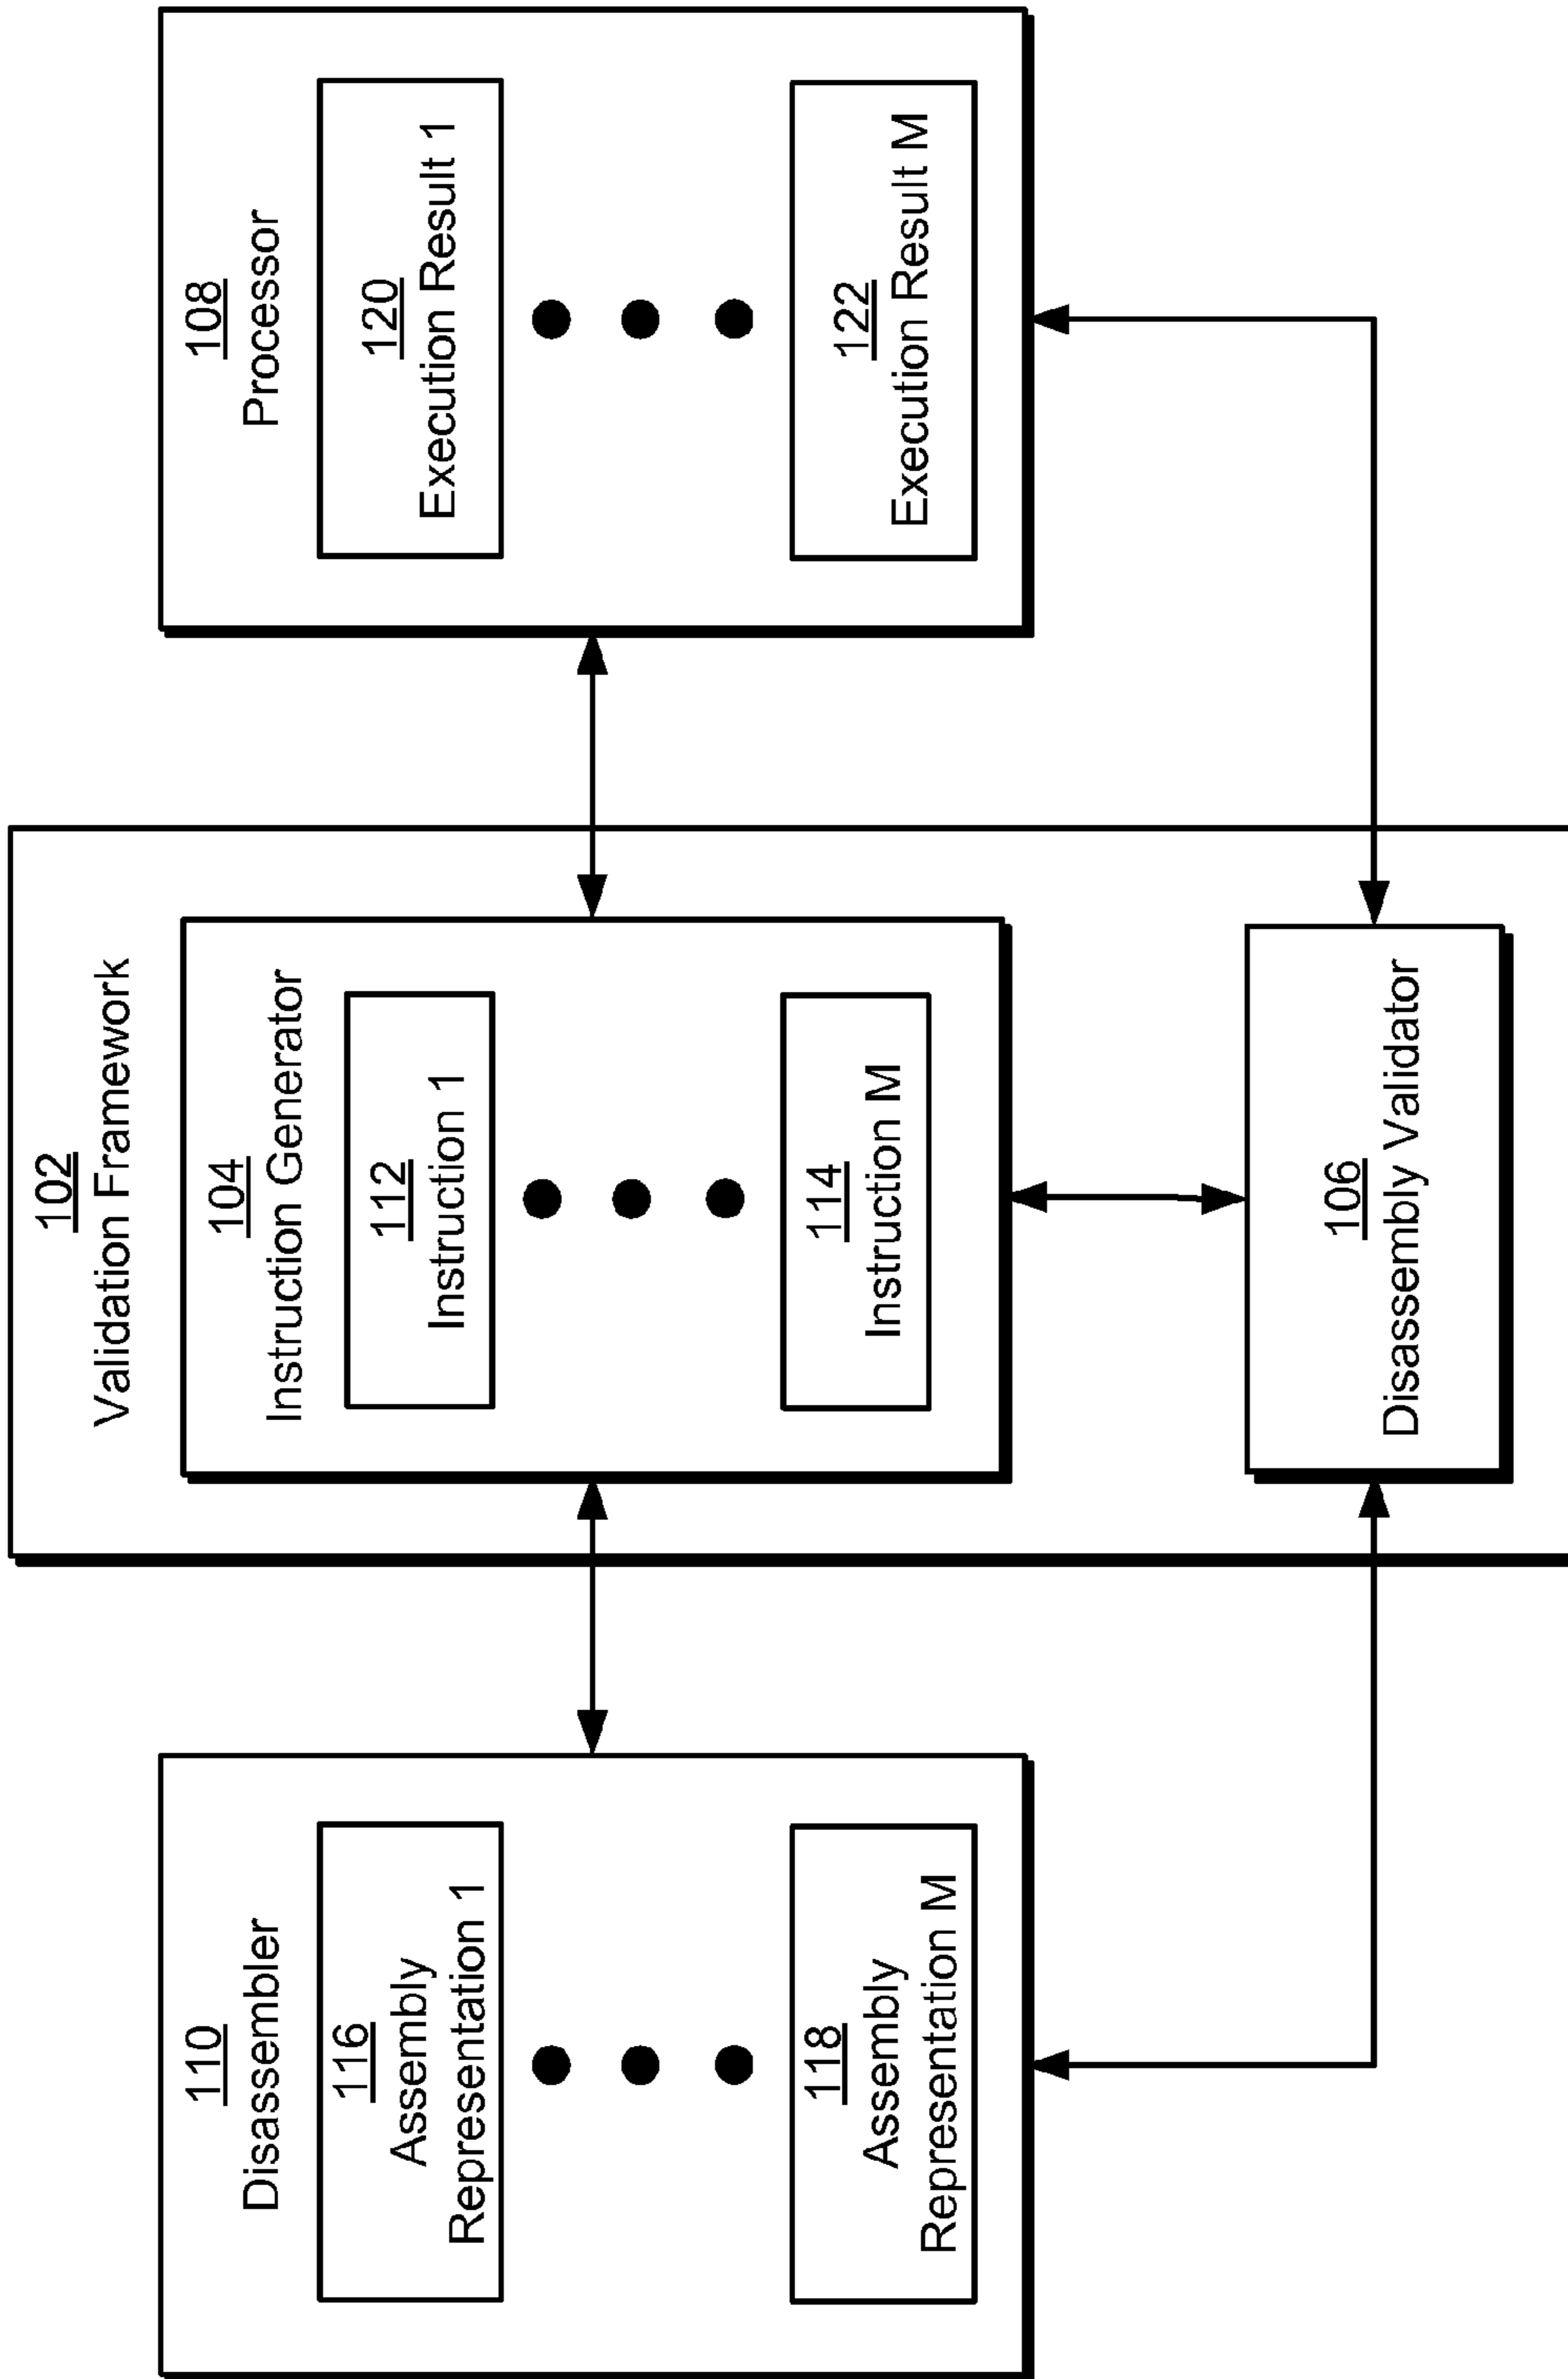 110
Disassembler
116
Assembly
Representation 1
118
Assembly
Representation M
102
Validation Framework
104
Instruction Generator
112
Instruction 1
114
Instruction M
106
Disassembly Validator
108
Processor
120
Execution Result 1
122
Execution Result M